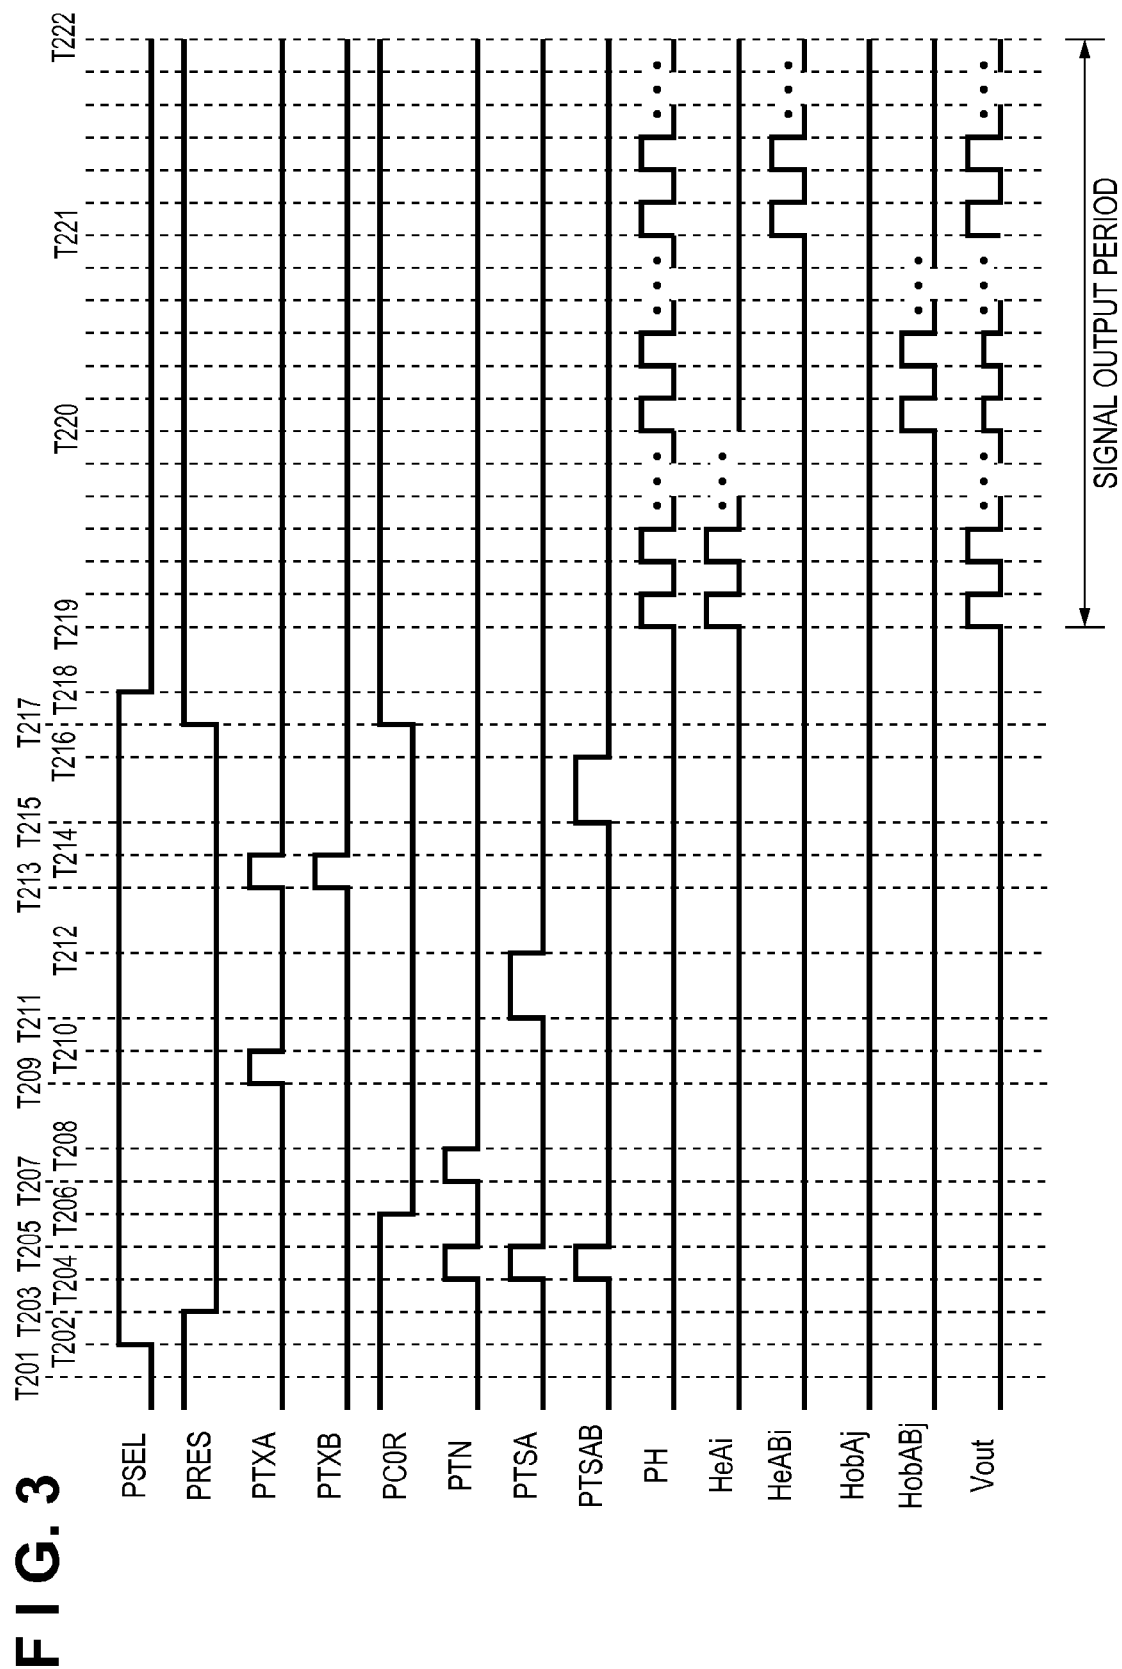 FIG. 3
T201 T203 T205 T207 T209 T211 T213 T215 T217
T202 T204 T206 T208 T210 T212 T214 T216 T218 T219 T220 T221 T222
PSEL
PRES
PTXA
PTXB
PC0R
PTN
PTSA
PTSAB
PH
HeAi
HeABi
HobAj
HobABj
Vout
SIGNAL OUTPUT PERIOD